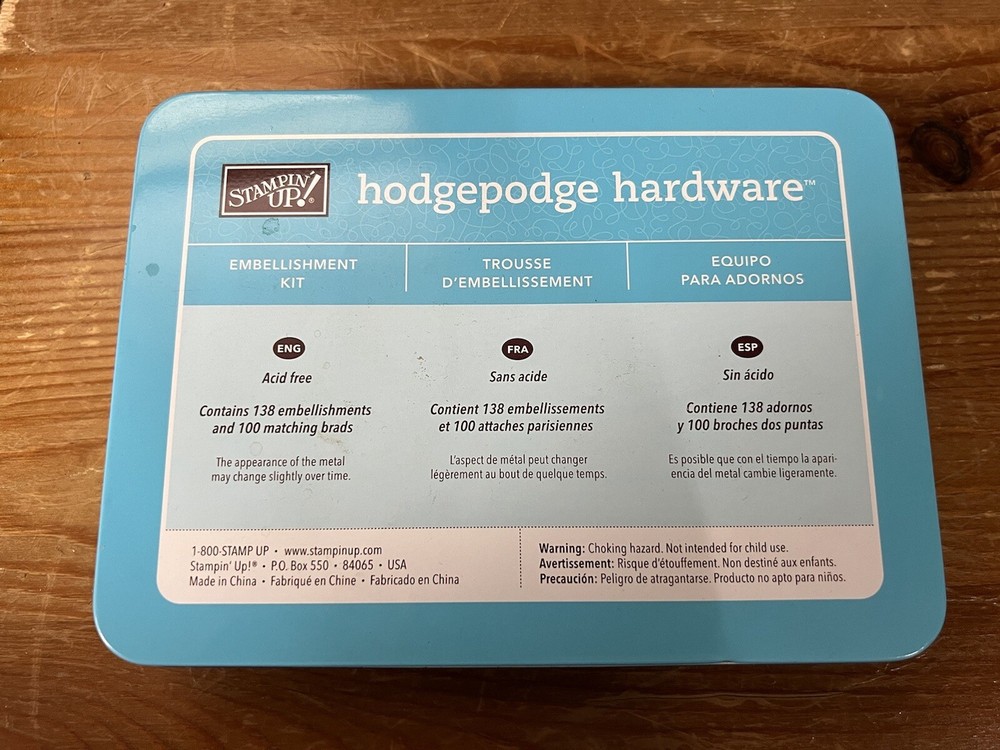 STAMPIN' UP!®
hodgepodge hardware™
EMBELLISHMENT
KIT
TROUSSE
D'EMBELLISSEMENT
EQUIPO
PARA ADORNOS
ENG
Acid free
Contains 138 embellishments
and 100 matching brads
The appearance of the metal
may change slightly over time.
FRA
Sans acide
Contient 138 embellissements
et 100 attaches parisiennes
L'aspect de métal peut changer
légèrement au bout de quelque temps.
ESP
Sin ácido
Contiene 138 adornos
y 100 broches dos puntas
Es posible que con el tiempo la apari-
encia del metal cambie ligeramente.
1-800-STAMP UP • www.stampinup.com
Stampin' Up!® • P.O. Box 550 • 84065 • USA
Made in China • Fabriqué en Chine • Fabricado en China
Warning: Choking hazard. Not intended for child use.
Avertissement: Risque d'étouffement. Non destiné aux enfants.
Precaución: Peligro de atragantarse. Producto no apto para niños.